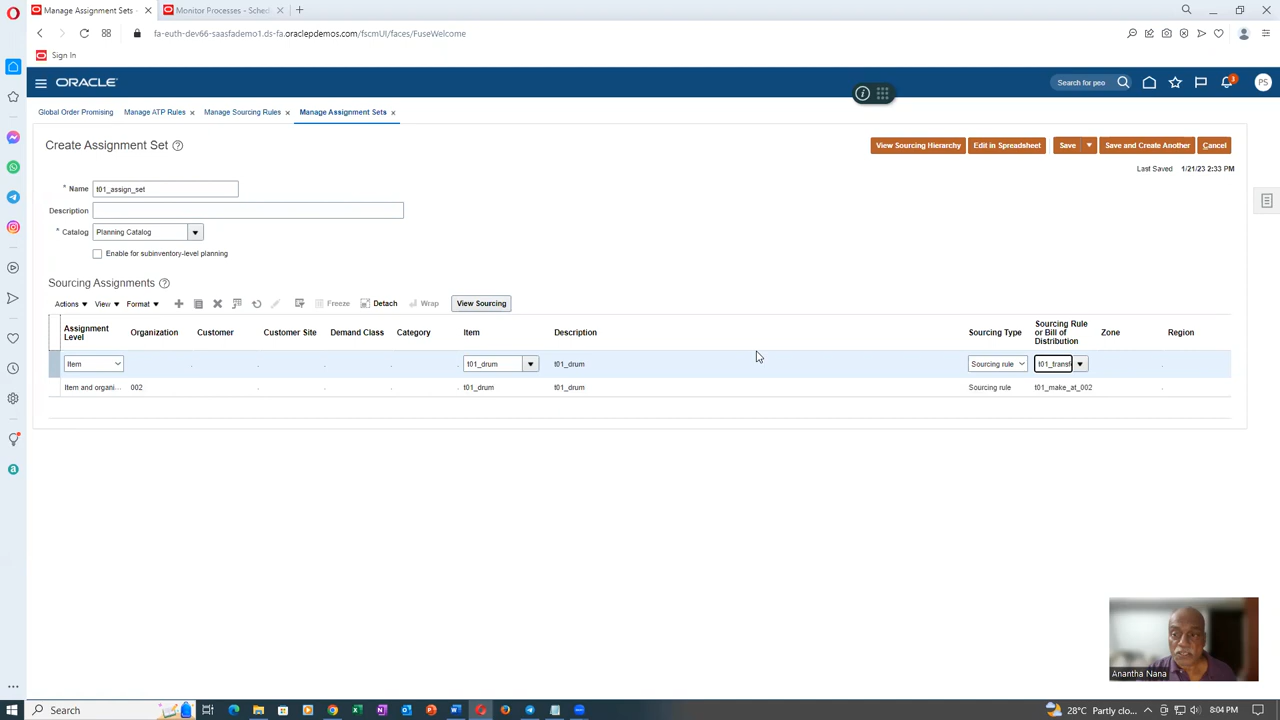 Manage Assignment Sets
Monitor Processes - Sched
fa-euth-dev66-saasfademo1.ds-fa.oraclepdemos.com/fscmUI/faces/FuseWelcome
Sign In
ORACLE
Search for peo
3
PS
Global Order Promising Manage ATP Rules Manage Sourcing Rules Manage Assignment Sets
Create Assignment Set
View Sourcing Hierarchy Edit in Spreadsheet Save Save and Create Another Cancel
Last Saved 1/21/23 2:33 PM
* Name t01_assign_set
Description
* Catalog Planning Catalog
Enable for subinventory-level planning
Sourcing Assignments
Actions View Format Freeze Detach Wrap View Sourcing
Assignment Level Organization Customer Customer Site Demand Class Category Item Description Sourcing Type Sourcing Rule or Bill of Distribution Zone Region
Item t01_drum t01_drum Sourcing rule t01_transf
Item and organi... 002 t01_drum t01_drum Sourcing rule t01_make_at_002
Anantha Nana
Search
28°C Partly clo...
8:04 PM